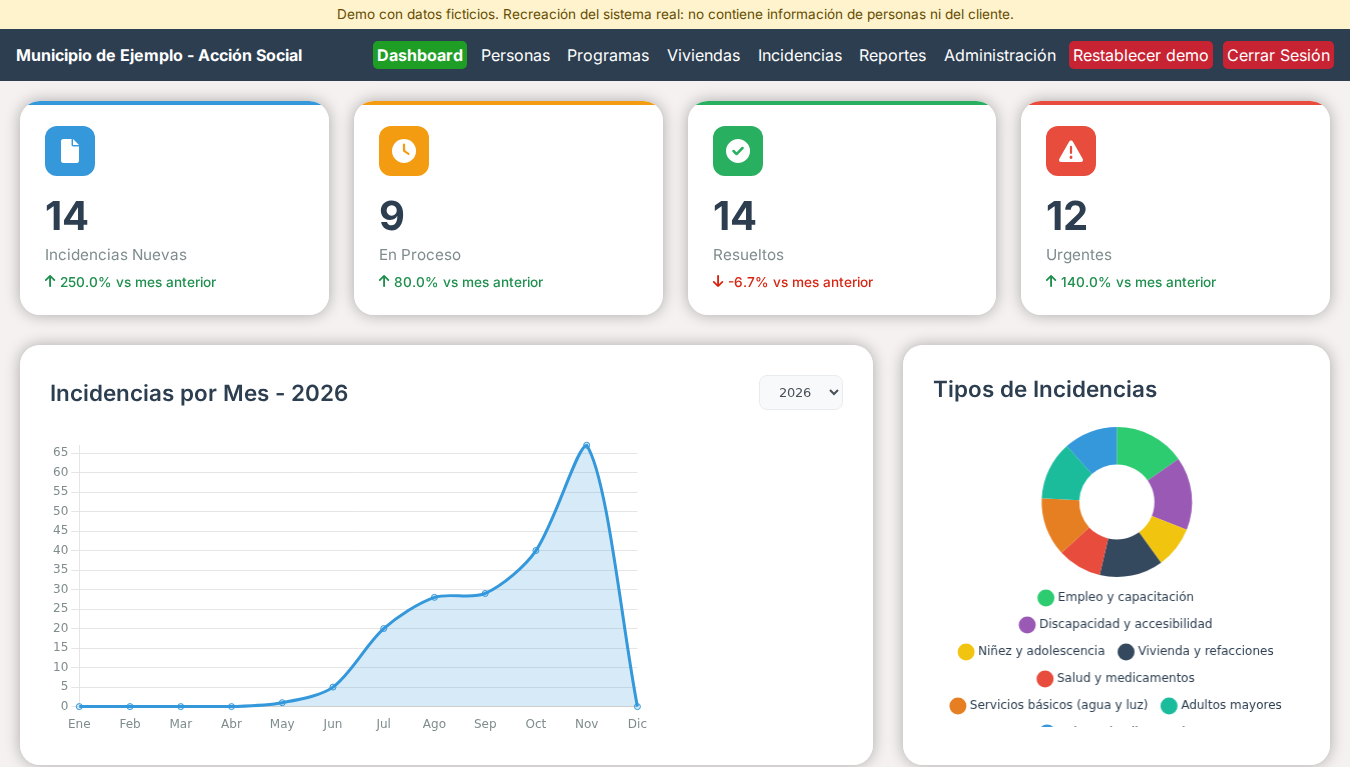 Demo con datos ficticios. Recreación del sistema real: no contiene información de personas ni del cliente.
Municipio de Ejemplo - Acción Social
Dashboard Personas Programas Viviendas Incidencias Reportes Administración Restablecer demo Cerrar Sesión
14
Incidencias Nuevas
250.0% vs mes anterior
9
En Proceso
80.0% vs mes anterior
14
Resueltos
-6.7% vs mes anterior
12
Urgentes
140.0% vs mes anterior
Incidencias por Mes - 2026
2026
65
60
55
50
45
40
35
30
25
20
15
10
5
0
Ene Feb Mar Abr May Jun Jul Ago Sep Oct Nov Dic
Tipos de Incidencias
Empleo y capacitación
Discapacidad y accesibilidad
Niñez y adolescencia Vivienda y refacciones
Salud y medicamentos
Servicios básicos (agua y luz) Adultos mayores